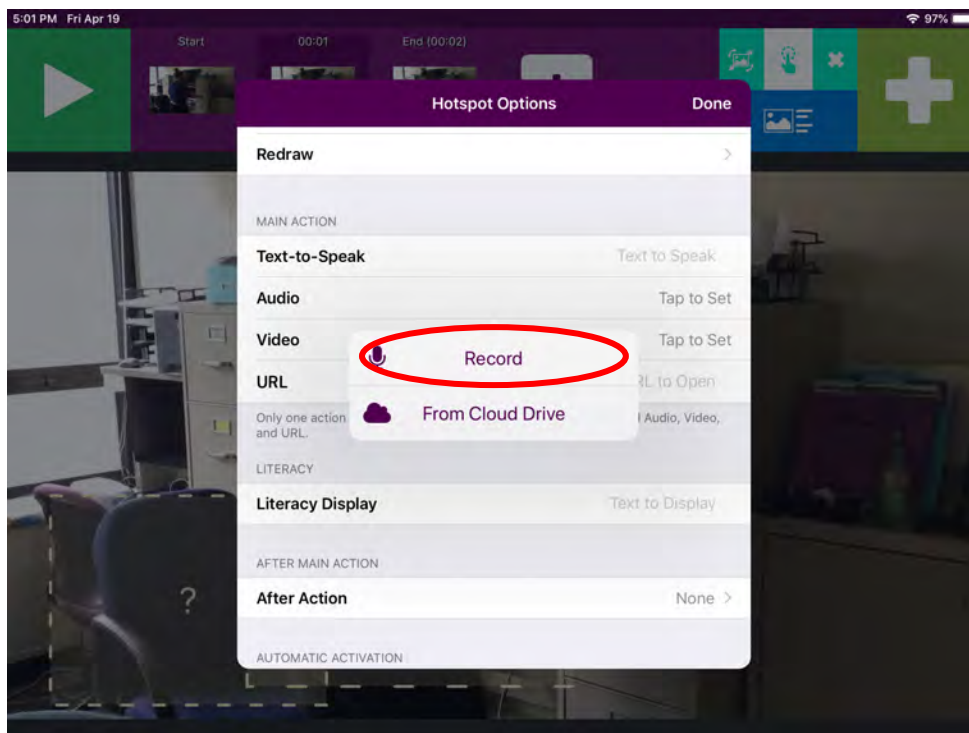 5:01 PM Fri Apr 19 97%
Start 00:01 End (00:02)
Hotspot Options Done
Redraw
MAIN ACTION
Text-to-Speak Text to Speak
Audio Tap to Set
Video Tap to Set
Record
URL RL to Open
From Cloud Drive
Only one action Audio, Video,
and URL.
LITERACY
Literacy Display Text to Display
AFTER MAIN ACTION
After Action None
AUTOMATIC ACTIVATION
?